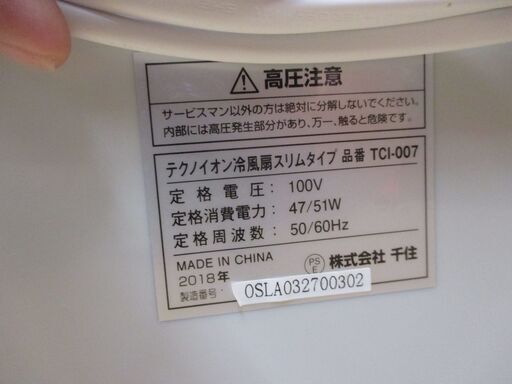 ⚠ 高圧注意
サービスマン以外の方は絶対に分解しないでください。
内部には高圧発生部分があり、万一、触ると危険です。
テクノイオン冷風扇スリムタイプ 品番 TCI-007
定格電圧: 100V
定格消費電力: 47/51W
定格周波数: 50/60Hz
MADE IN CHINA
2018年
PSE 株式会社 千住
製造番号 OSLA032700302